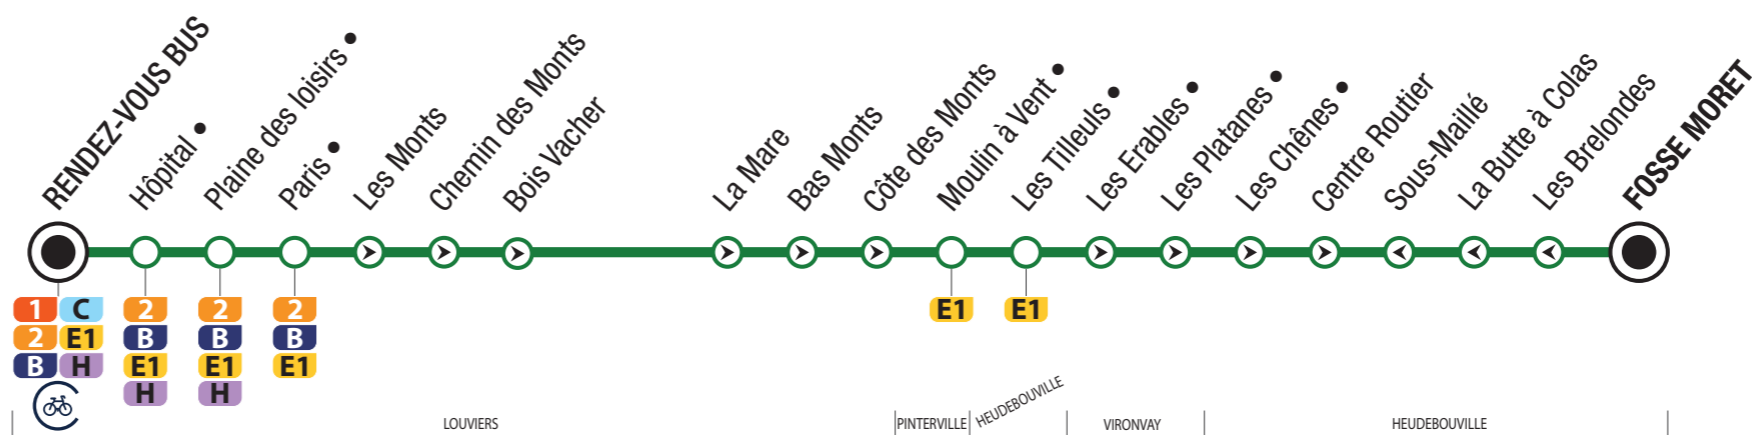 RENDEZ-VOUS BUS
Hôpital •
Plaine des loisirs •
Paris •
Les Monts
Chemin des Monts
Bois Vacher
La Mare
Bas Monts
Côte des Monts
Moulin à Vent •
Les Tilleuls •
Les Erables •
Les Platanes •
Les Chênes •
Centre Routier
Sous-Maillé
La Butte à Colas
Les Brelondes
FOSSE MORET
1 C
2 E1
B H
2
B
E1
H
2
B
E1
H
2
B
E1
E1
E1
LOUVIERS
PINTERVILLE
HEUDEBOUVILLE
VIRONVAY
HEUDEBOUVILLE